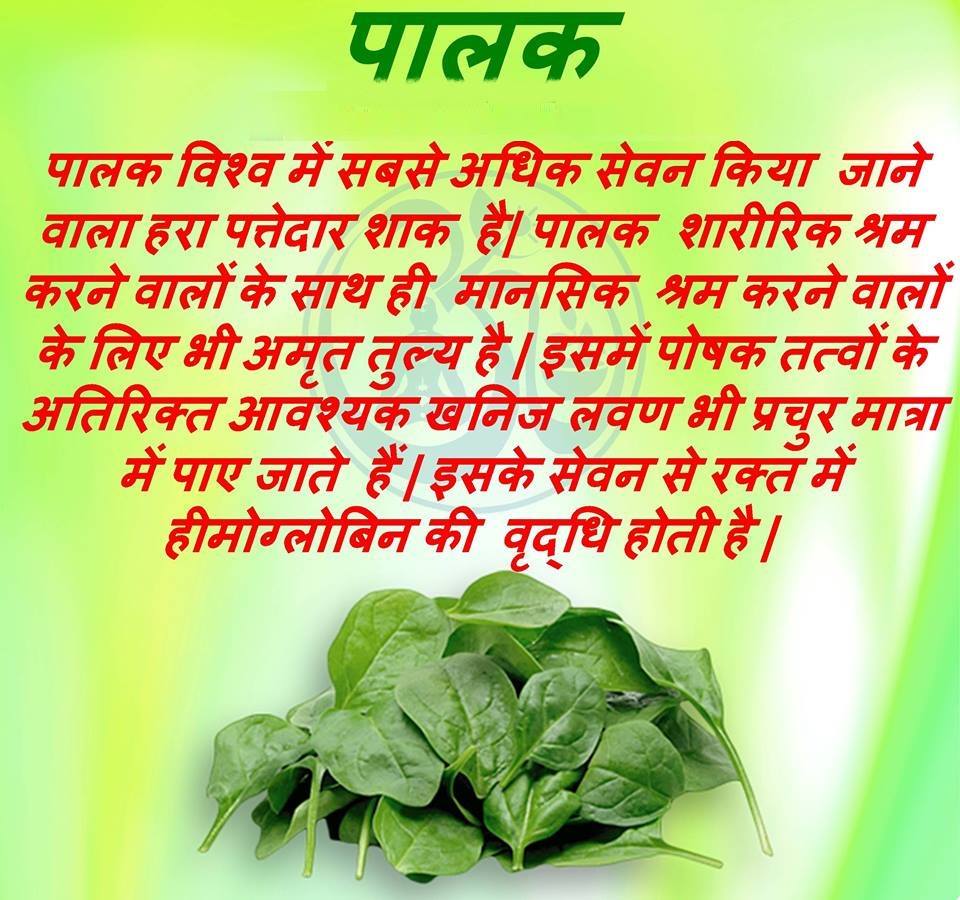 पालक
पालक विश्व में सबसे अधिक सेवन किया जाने
वाला हरा पत्तेदार शाक है| पालक शारीरिक श्रम
करने वालों के साथ ही मानसिक श्रम करने वालों
के लिए भी अमृत तुल्य है | इसमें पोषक तत्वों के
अतिरिक्त आवश्यक खनिज लवण भी प्रचुर मात्रा
में पाए जाते हैं | इसके सेवन से रक्त में
हीमोग्लोबिन की वृद्धि होती है |